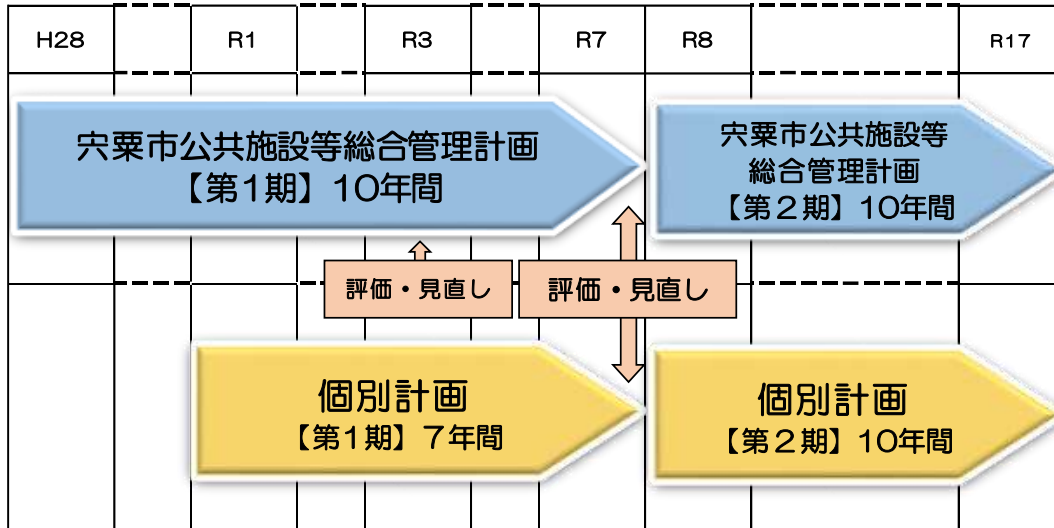 H28 R1 R3 R7 R8 R17
宍粟市公共施設等総合管理計画
【第1期】10年間
宍粟市公共施設等
総合管理計画
【第２期】10年間
評価・見直し
評価・見直し
個別計画
【第1期】７年間
個別計画
【第２期】10年間